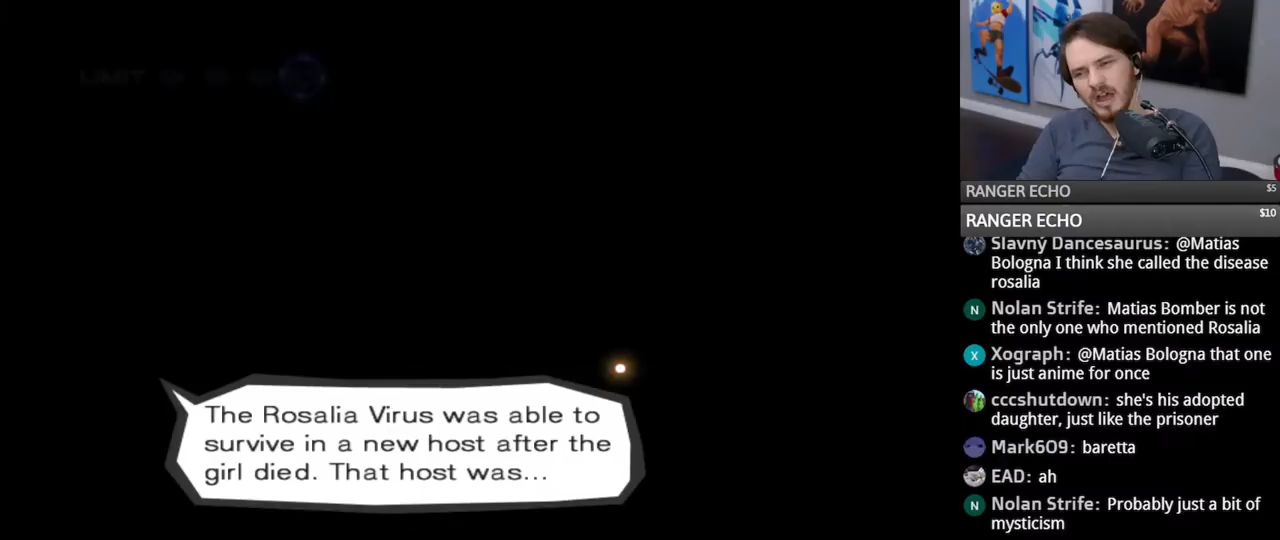 The Rosalia Virus was able to
survive in a new host after the
girl died. That host was...
RANGER ECHO
$5
RANGER ECHO
$10
Slavný Dancesaurus: @Matias
Bologna I think she called the disease
rosalia
N
Nolan Strife: Matias Bomber is not
the only one who mentioned Rosalia
X
Xograph: @Matias Bologna that one
is just anime for once
cccshutdown: she's his adopted
daughter, just like the prisoner
Mark609: baretta
EAD: ah
N
Nolan Strife: Probably just a bit of
mysticism